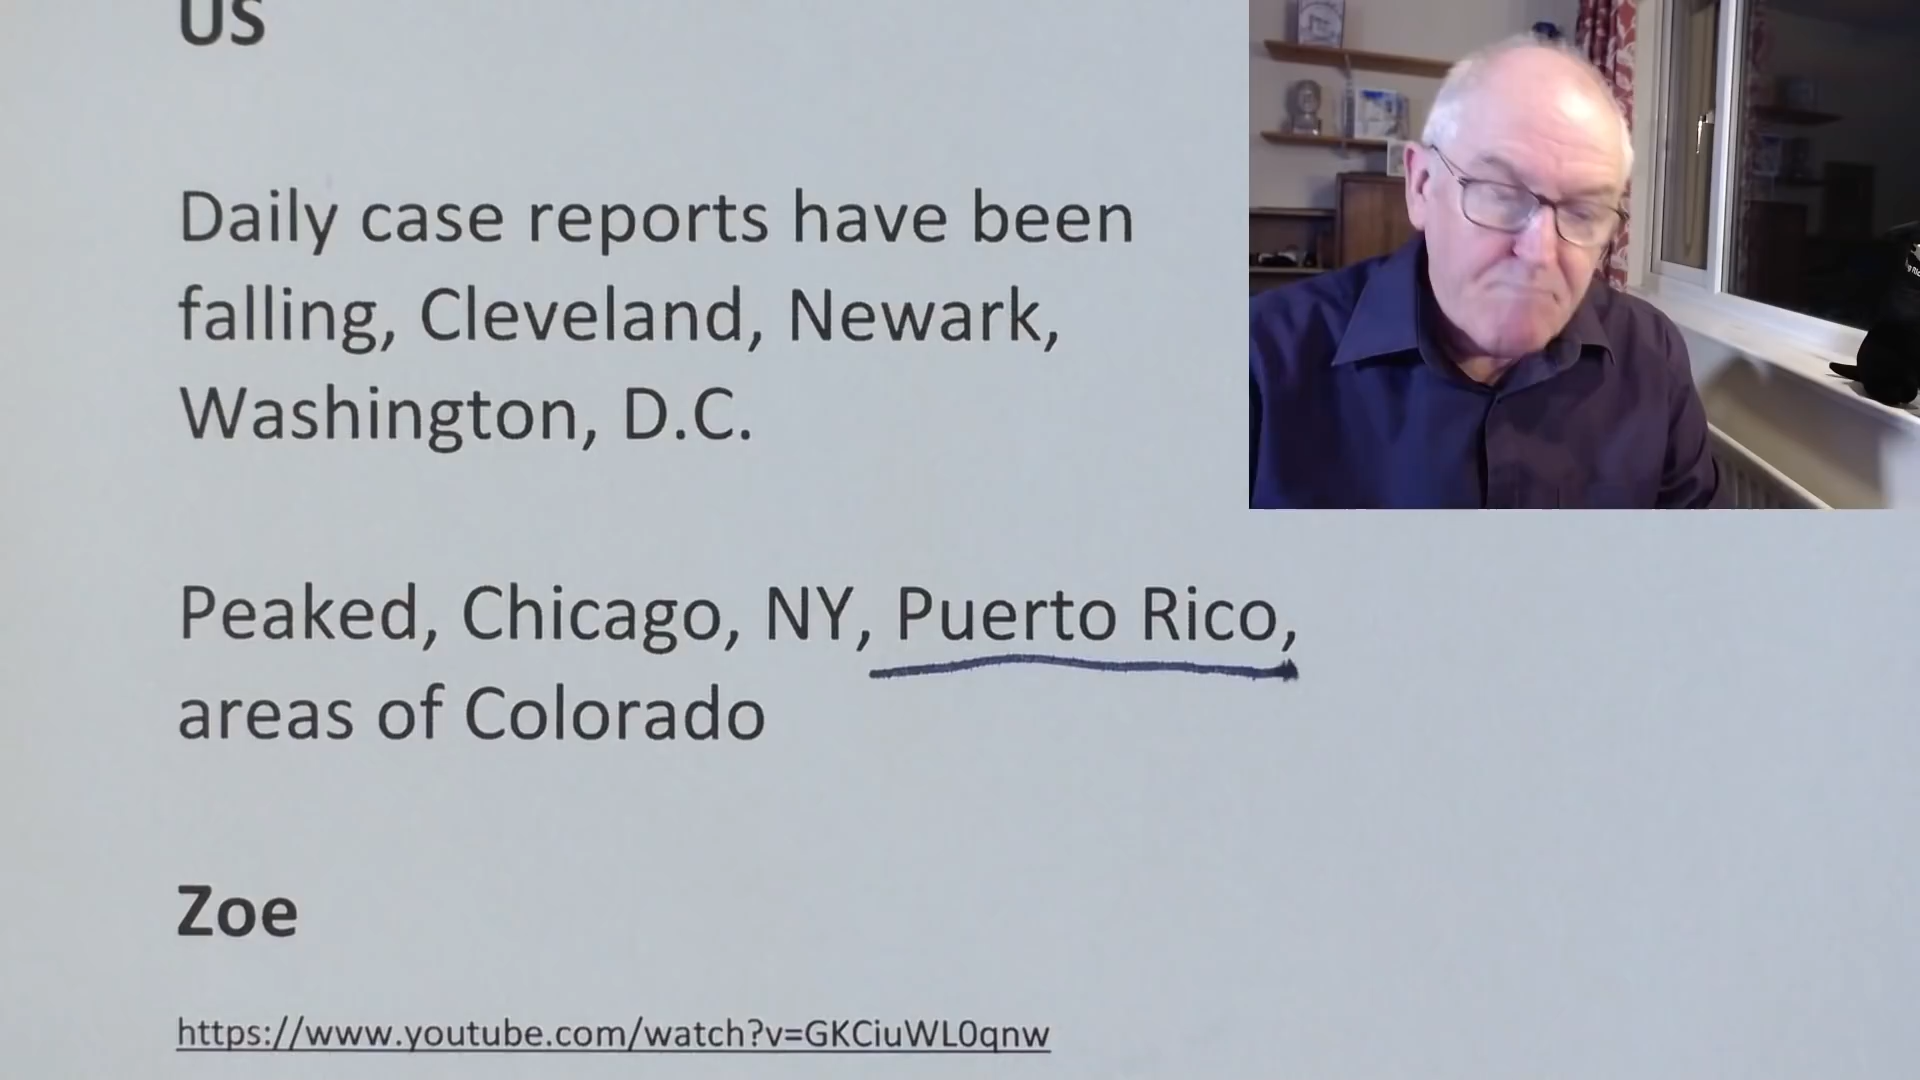 US
Daily case reports have been
falling, Cleveland, Newark,
Washington, D.C.
Peaked, Chicago, NY, Puerto Rico,
areas of Colorado
Zoe
https://www.youtube.com/watch?v=GKCiuWL0qnw